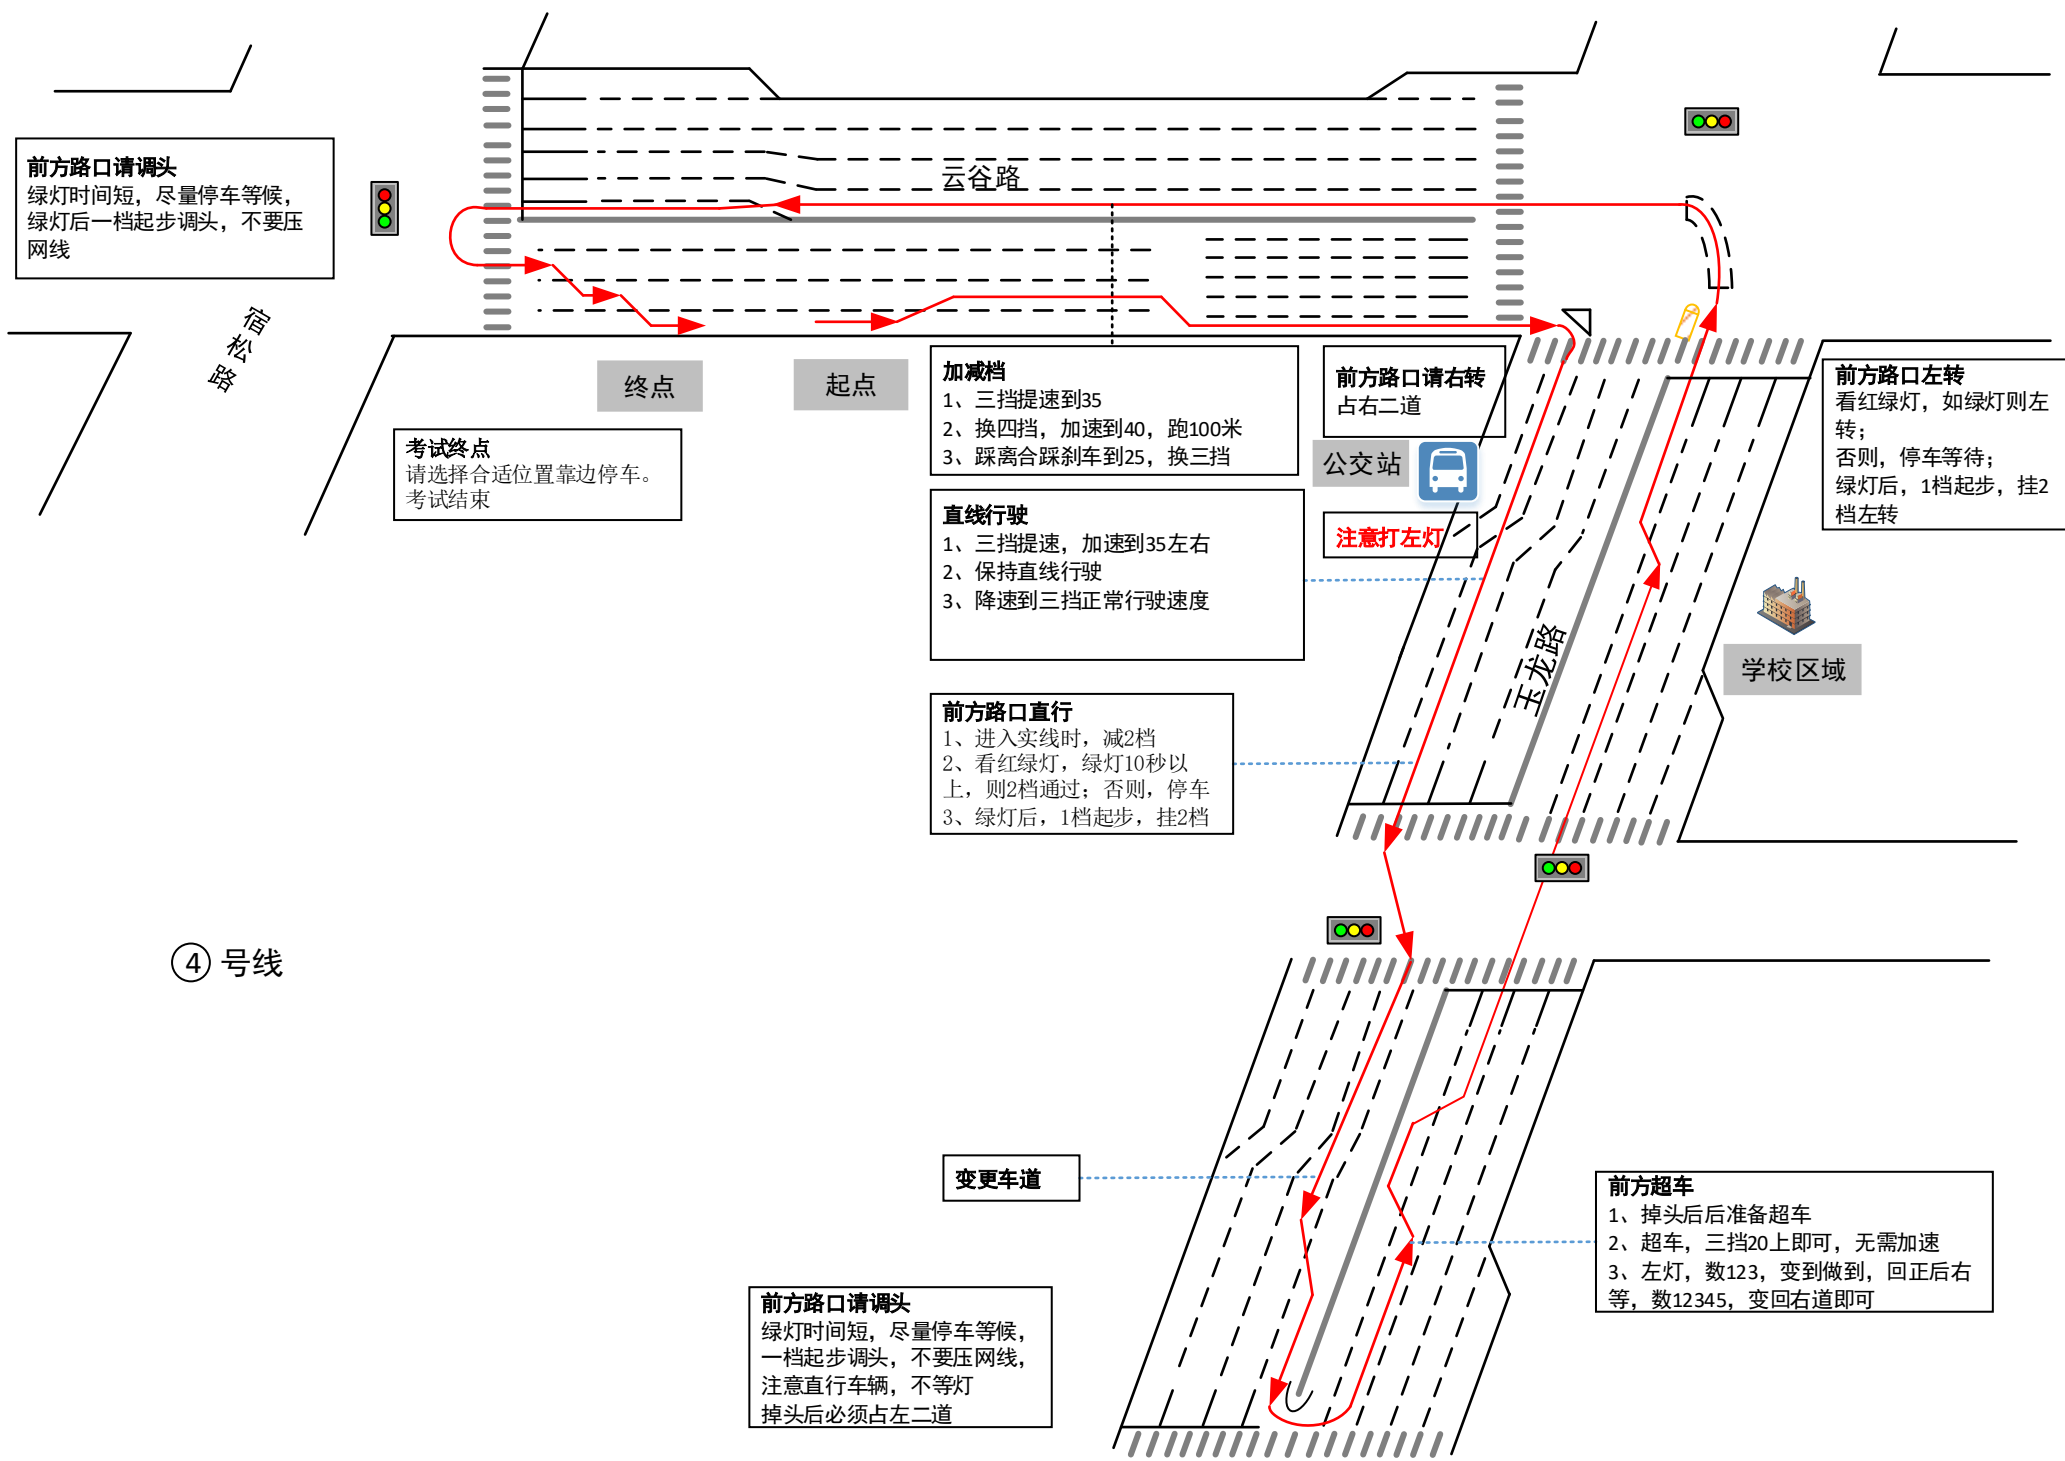 前方路口请调头
绿灯时间短，尽量停车等候，
绿灯后一档起步调头，不要压
网线
云谷路
宿松路
终点
起点
加减档
1、三挡提速到35
2、换四挡，加速到40，跑100米
3、踩离合踩刹车到25，换三挡
前方路口请右转
占右二道
前方路口左转
看红绿灯，如绿灯则左
转；
否则，停车等待；
绿灯后，1档起步，挂2
档左转
考试终点
请选择合适位置靠边停车。
考试结束
公交站
注意打左灯
直线行驶
1、三挡提速，加速到35左右
2、保持直线行驶
3、降速到三挡正常行驶速度
玉龙路
学校区域
前方路口直行
1、进入实线时，减2档
2、看红绿灯，绿灯10秒以
上，则2档通过；否则，停车
3、绿灯后，1档起步，挂2档
④ 号线
变更车道
前方超车
1、掉头后后准备超车
2、超车，三挡20上即可，无需加速
3、左灯，数123，变到做到，回正后右
等，数12345，变回右道即可
前方路口请调头
绿灯时间短，尽量停车等候，
一档起步调头，不要压网线，
注意直行车辆，不等灯
掉头后必须占左二道